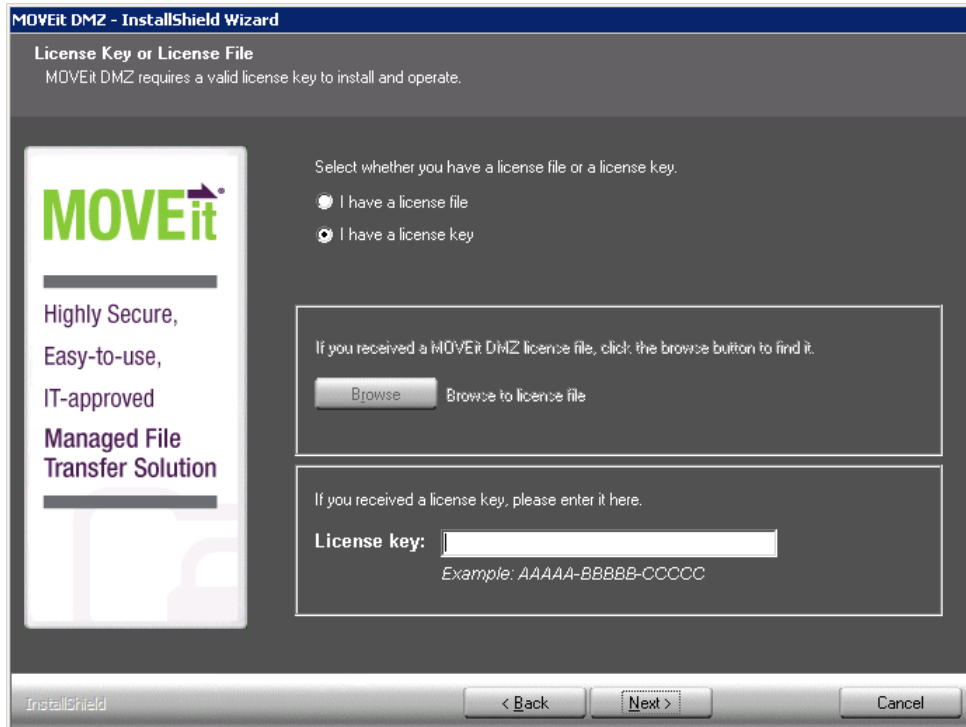 MOVEit DMZ - InstallShield Wizard
License Key or License File
MOVEit DMZ requires a valid license key to install and operate.
MOVEit®
Highly Secure,
Easy-to-use,
IT-approved
Managed File
Transfer Solution
Select whether you have a license file or a license key.
I have a license file
I have a license key
If you received a MOVEit DMZ license file, click the browse button to find it.
Browse
Browse to license file
If you received a license key, please enter it here.
License key:
Example: AAAAA-BBBBB-CCCCC
InstallShield
< Back
Next >
Cancel